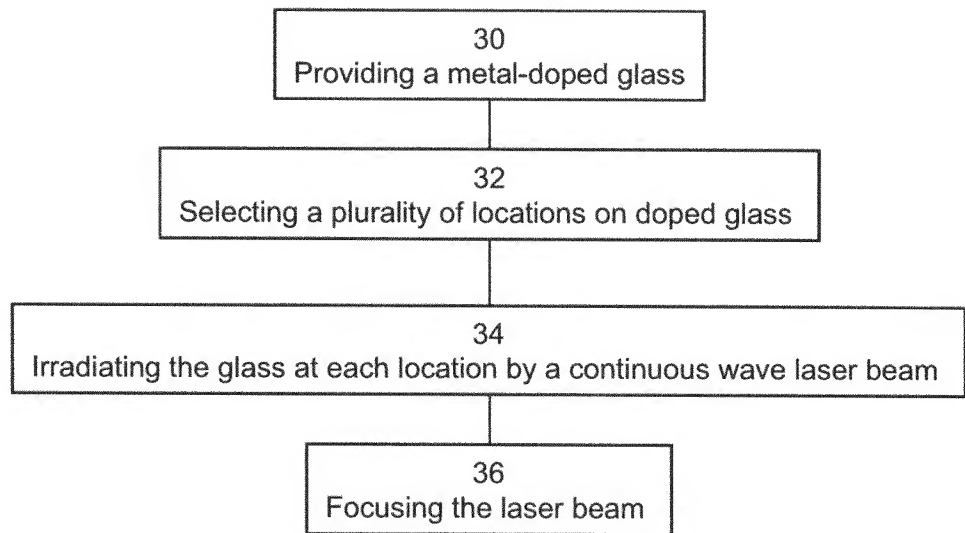 30
Providing a metal-doped glass
32
Selecting a plurality of locations on doped glass
34
Irradiating the glass at each location by a continuous wave laser beam
36
Focusing the laser beam